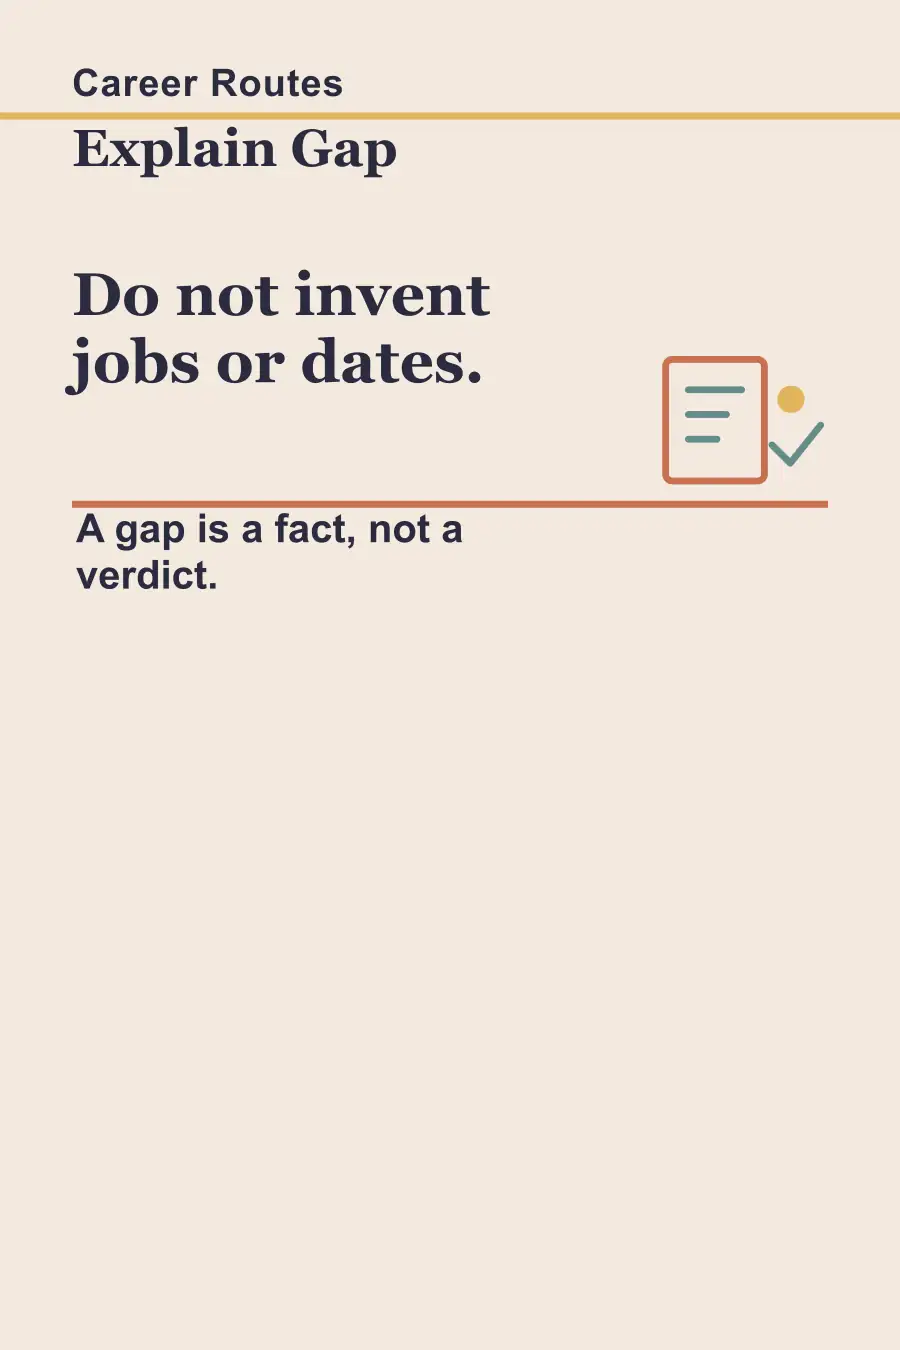 Career Routes
Explain Gap
Do not invent
jobs or dates.
A gap is a fact, not a
verdict.